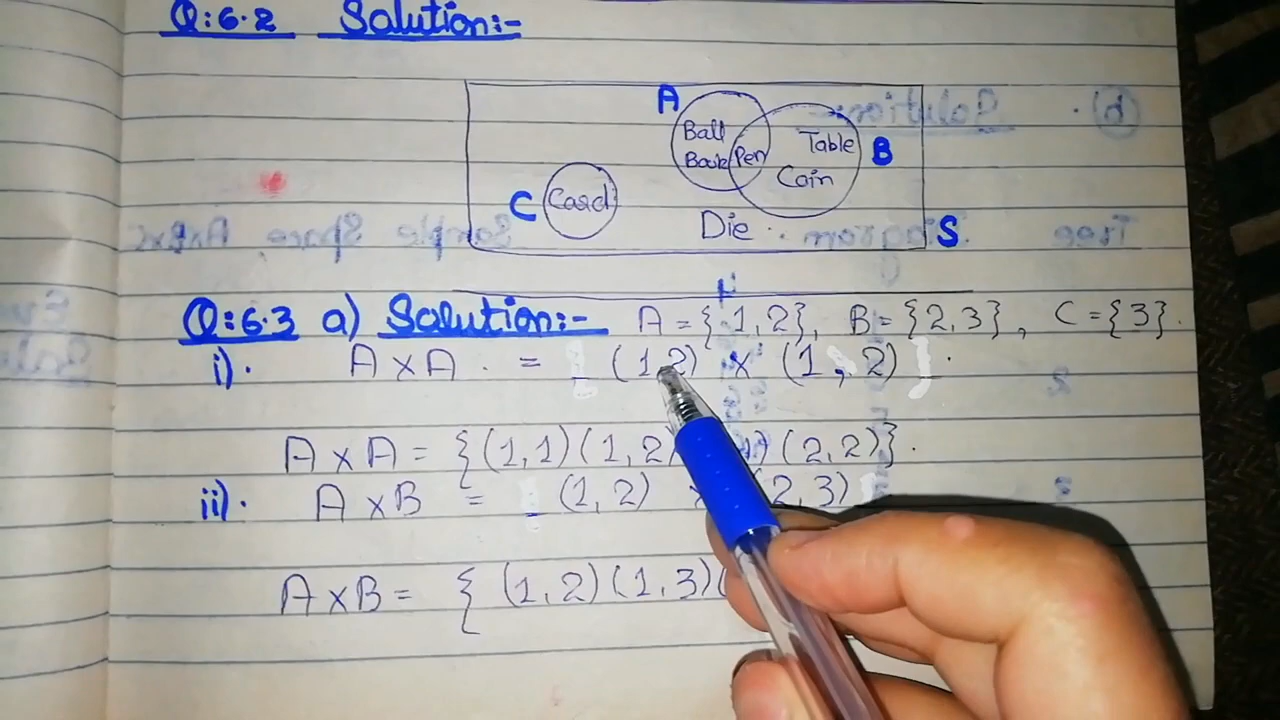 Q:6.2 Solution:-
A
Ball
Book
Pen
Table
Coin
B
C
Card
Die .
S
Q:6.3 a) Solution:- A = {1,2}, B = {2,3}, C = {3}.
i). A x A . = (1,2) x (1, 2) .
A x A = {(1,1)(1,2) (2,2)}.
ii). A x B = (1,2) x (2,3)
A x B = { (1,2)(1,3)(